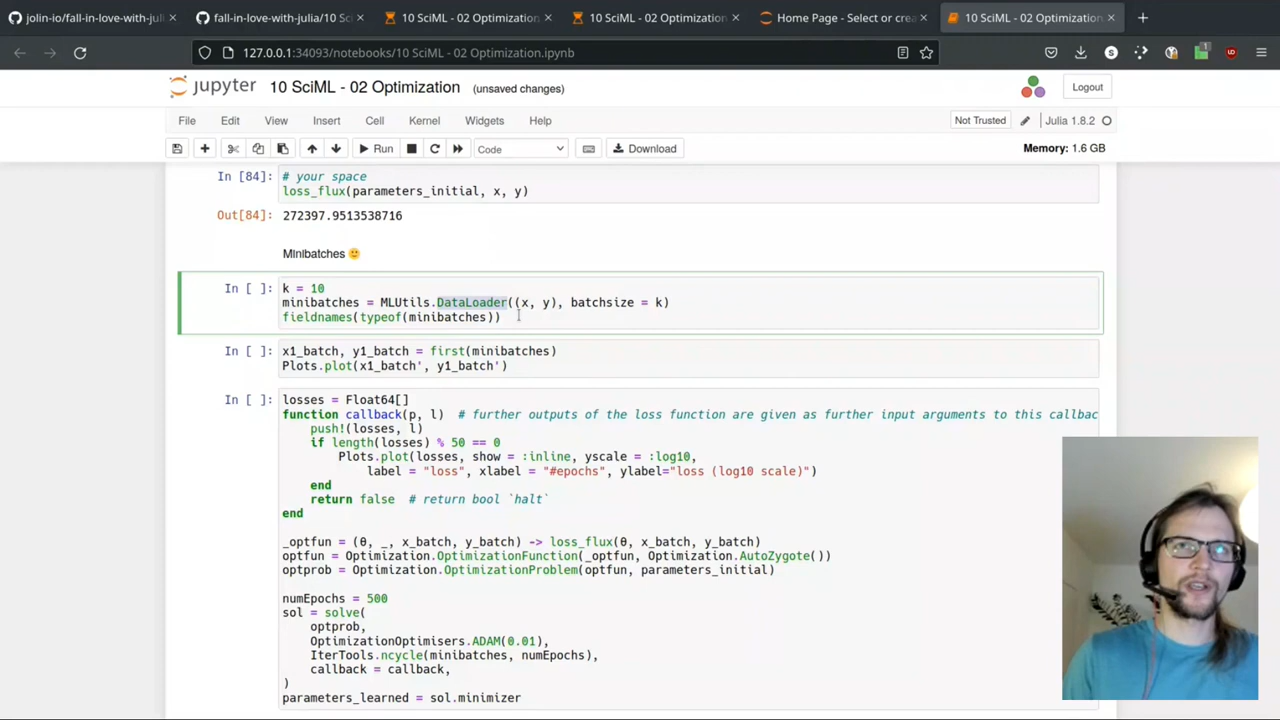 jolin-io/fall-in-love-with-juli
fall-in-love-with-julia/10 Sci
10 SciML - 02 Optimization
10 SciML - 02 Optimization
Home Page - Select or crea
10 SciML - 02 Optimization
127.0.0.1:34093/notebooks/10 SciML - 02 Optimization.ipynb
jupyter 10 SciML - 02 Optimization (unsaved changes)
Logout
File Edit View Insert Cell Kernel Widgets Help
Not Trusted
Julia 1.8.2
Run
Code
Download
Memory: 1.6 GB
In [84]: # your space
loss_flux(parameters_initial, x, y)
Out[84]: 272397.9513538716
Minibatches 🙂
In [ ]: k = 10
minibatches = MLUtils.DataLoader((x, y), batchsize = k)
fieldnames(typeof(minibatches))
In [ ]: x1_batch, y1_batch = first(minibatches)
Plots.plot(x1_batch', y1_batch')
In [ ]: losses = Float64[]
function callback(p, l)  # further outputs of the loss function are given as further input arguments to this callbac
push!(losses, l)
if length(losses) % 50 == 0
Plots.plot(losses, show = :inline, yscale = :log10,
label = "loss", xlabel = "#epochs", ylabel="loss (log10 scale)")
end
return false  # return bool `halt`
end
_optfun = (θ, _, x_batch, y_batch) -> loss_flux(θ, x_batch, y_batch)
optfun = Optimization.OptimizationFunction(_optfun, Optimization.AutoZygote())
optprob = Optimization.OptimizationProblem(optfun, parameters_initial)
numEpochs = 500
sol = solve(
optprob,
OptimizationOptimisers.ADAM(0.01),
IterTools.ncycle(minibatches, numEpochs),
callback = callback,
)
parameters_learned = sol.minimizer